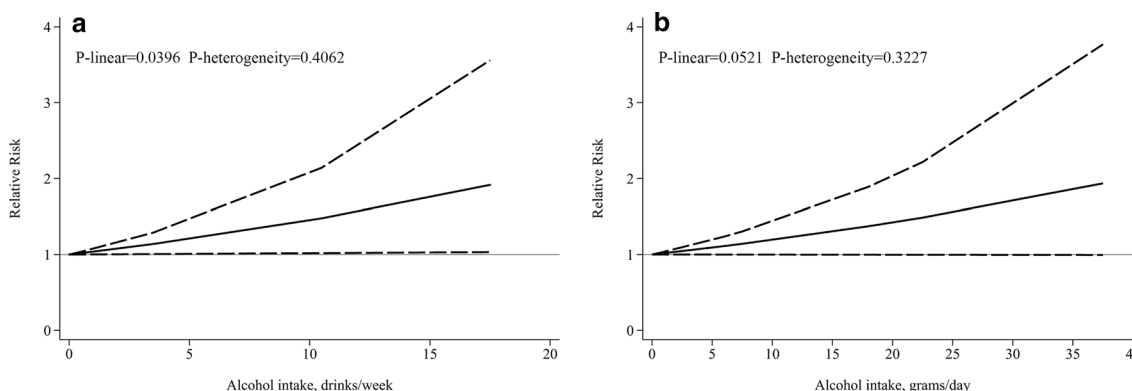 a
P-linear=0.0396 P-heterogeneity=0.4062
Relative Risk
4
3
2
1
0
0 5 10 15 20
Alcohol intake, drinks/week
b
P-linear=0.0521 P-heterogeneity=0.3227
Relative Risk
4
3
2
1
0
0 5 10 15 20 25 30 35 4
Alcohol intake, grams/day